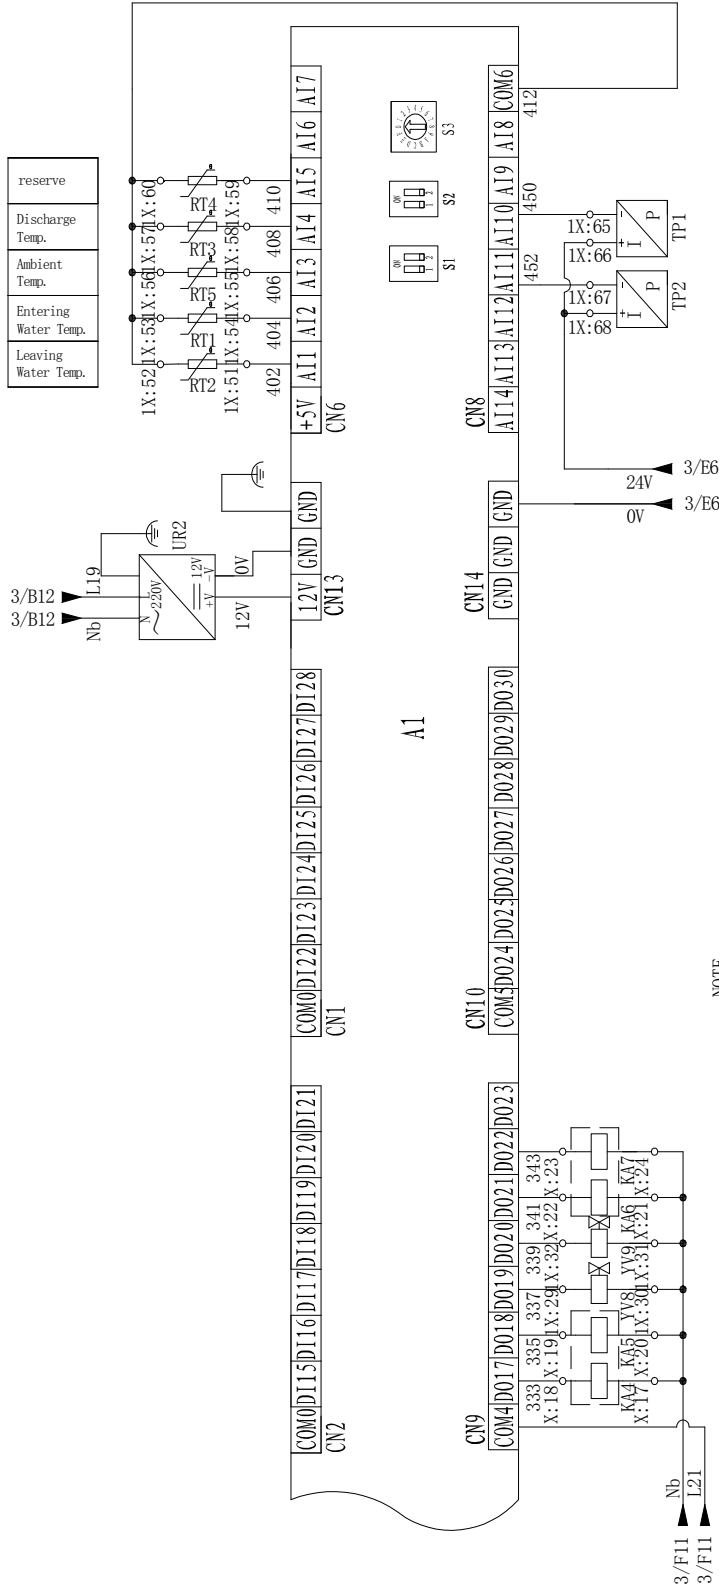 reserve
Discharge
Temp.
Ambient
Temp.
Entering
Water Temp.
Leaving
Water Temp.
1X:60
1X:57
1X:56
1X:53
1X:52
RT4
RT3
RT5
RT1
RT2
1X:59
1X:58
1X:55
1X:54
1X:51
410
408
406
404
402
AI7
AI6
AI5
AI4
AI3
AI2
AI1
+5V
CN6
S3
ON
1 2
S2
ON
1 2
S1
COM6
AI8
AI9
AI10
AI11
AI12
AI13
AI14
CN8
412
450
452
1X:65
1X:66
- P
+ I
TP1
1X:67
1X:68
- P
+ I
TP2
24V
3/E6
0V
3/E6
3/B12
L19
3/B12
Nb
UR2
L
N
220V
12V
-V
+V
0V
12V
GND
GND
12V
CN13
GND
GND
GND
CN14
A1
DI28
DI27
DI26
DI25
DI24
DI23
DI22
COM0
CN1
DO30
DO29
DO28
DO27
DO26
DO25
DO24
COM5
CN10
NOTE
DI21
DI20
DI19
DI18
DI17
DI16
DI15
COM0
CN2
DO23
DO22
DO21
DO20
DO19
DO18
DO17
COM4
CN9
343
341
339
337
335
333
X:23
X:22
1X:32
1X:29
X:19
X:18
KA7
KA6
YV9
YV8
KA5
KA4
X:24
X:21
1X:31
1X:30
X:20
X:17
Nb
L21
3/F11
3/F11